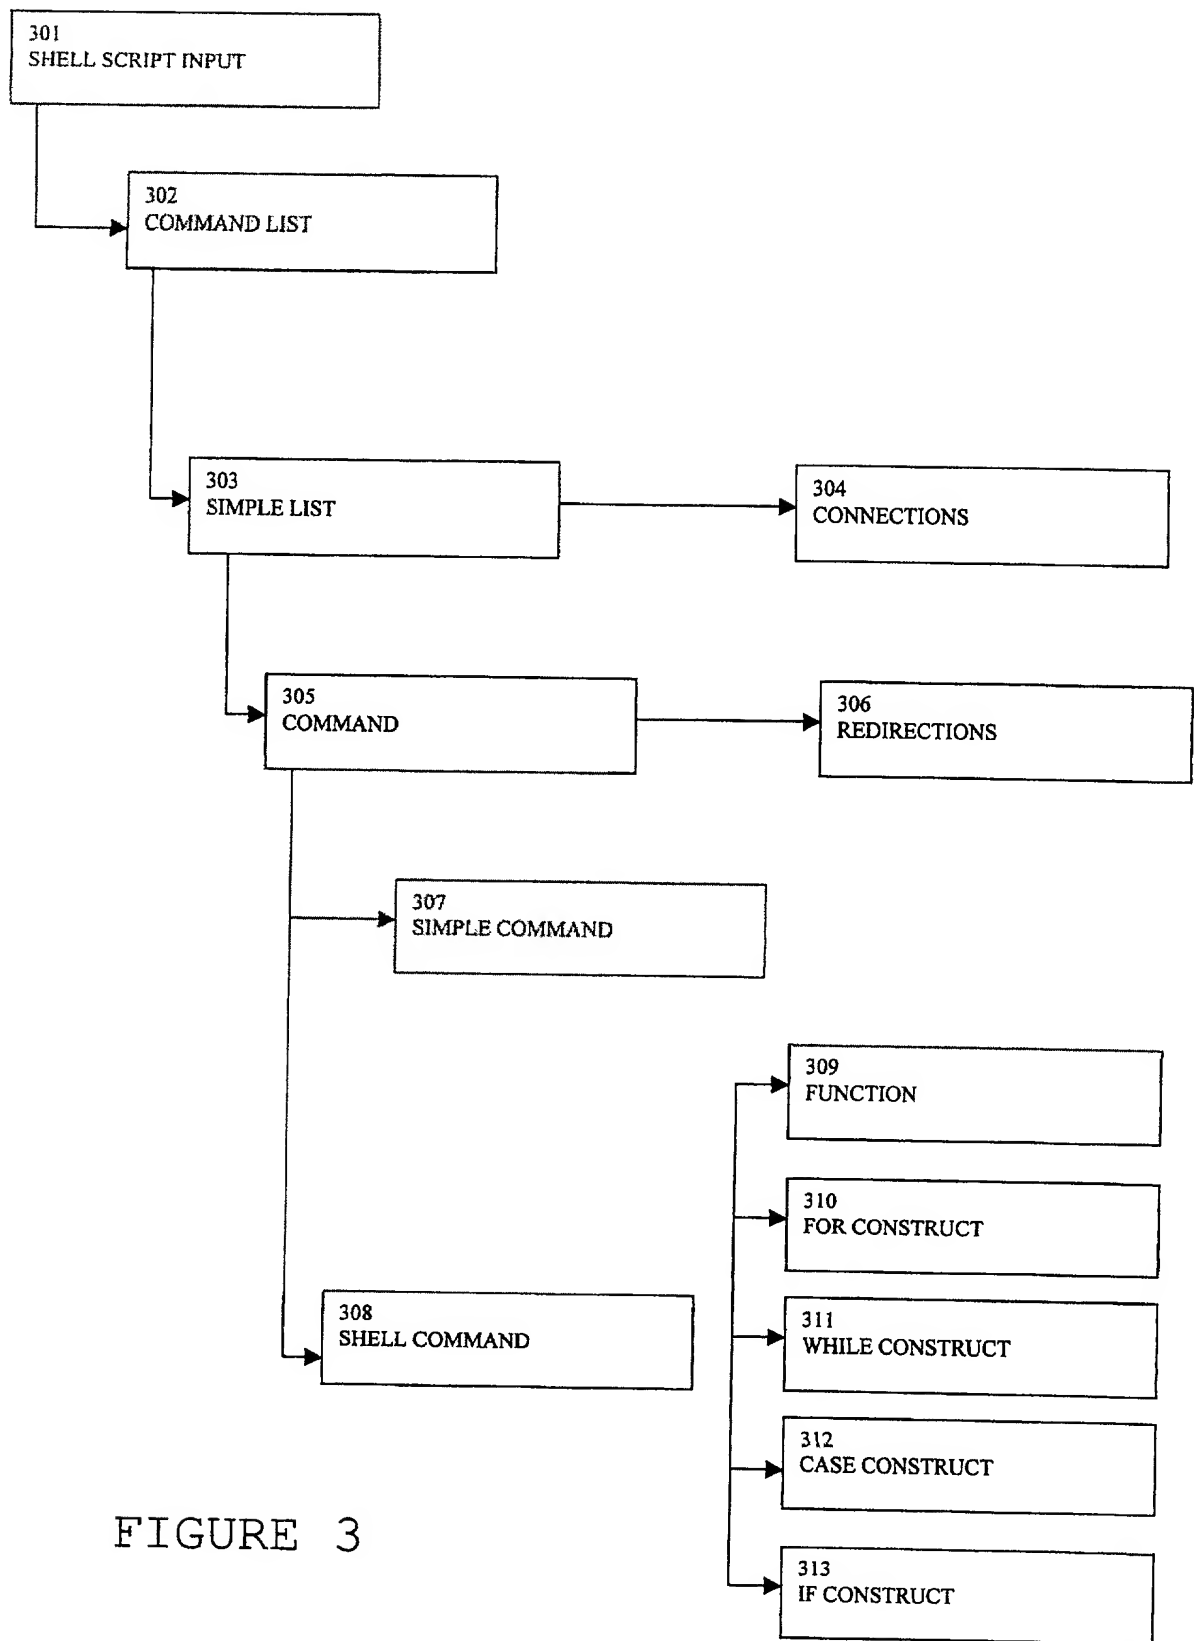 301
SHELL SCRIPT INPUT
302
COMMAND LIST
303
SIMPLE LIST
304
CONNECTIONS
305
COMMAND
306
REDIRECTIONS
307
SIMPLE COMMAND
308
SHELL COMMAND
309
FUNCTION
310
FOR CONSTRUCT
311
WHILE CONSTRUCT
312
CASE CONSTRUCT
313
IF CONSTRUCT
FIGURE 3